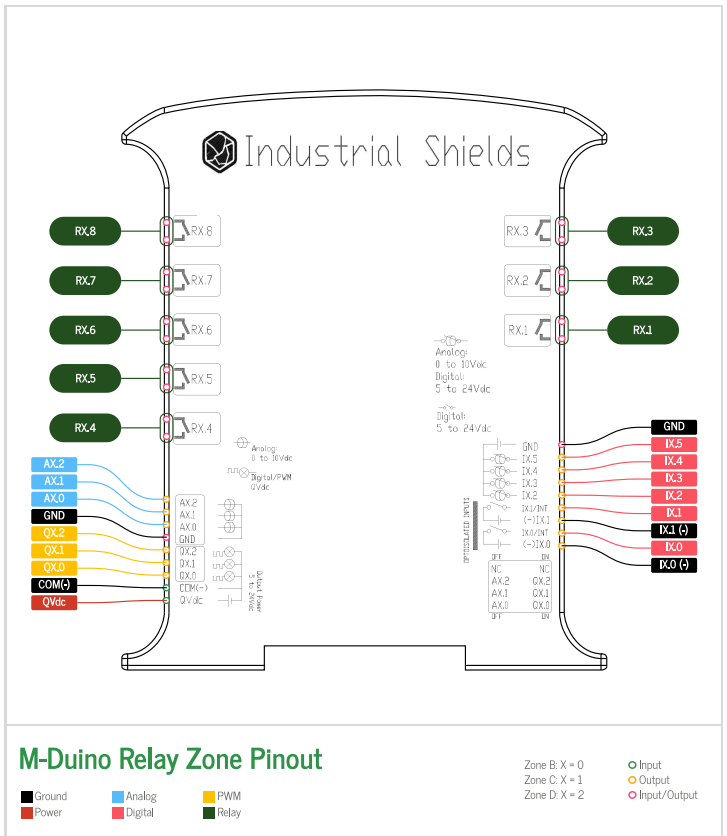 Industrial Shields
RX.8
RX.8
RX.7
RX.7
RX.6
RX.6
RX.5
RX.5
RX.4
RX.4
RX.3
RX.3
RX.2
RX.2
RX.1
RX.1
Analog:
0 to 10Vdc
Digital:
5 to 24Vdc
Digital:
5 to 24Vdc
Analog:
0 to 10Vdc
Digital/PWM
QVdc
AX.2
AX.1
AX.0
GND
QX.2
QX.1
QX.0
COM(-)
QVdc
AX.2
AX.1
AX.0
GND
QX.2
QX.1
QX.0
COM(-)
QVdc
Output Power
5 to 24Vdc
OPTOISOLATED INPUTS
GND
IX.5
IX.4
IX.3
IX.2
IX.1/INT
(-)IX.1
IX.0/INT
(-)IX.0
GND
IX.5
IX.4
IX.3
IX.2
IX.1
IX.1 (-)
IX.0
IX.0 (-)
OFF ON
NC NC
AX.2 QX.2
AX.1 QX.1
AX.0 QX.0
OFF ON
M-Duino Relay Zone Pinout
Ground
Analog
PWM
Power
Digital
Relay
Zone B: X = 0
Zone C: X = 1
Zone D: X = 2
Input
Output
Input/Output